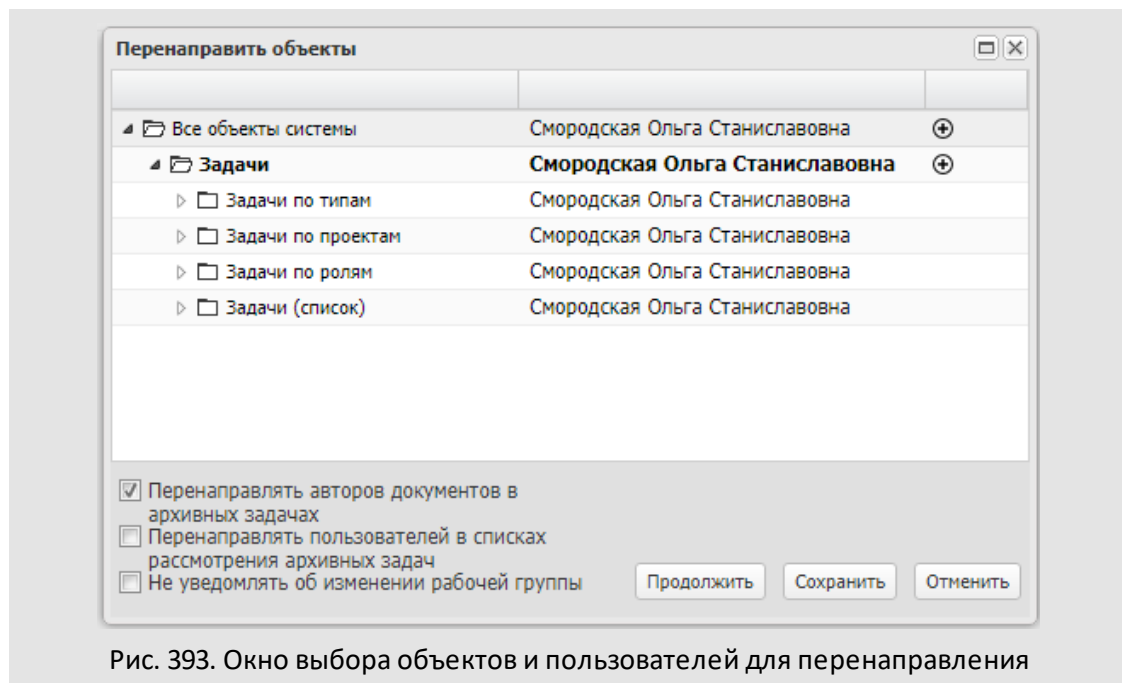 Перенаправить объекты
Все объекты системы Смородская Ольга Станиславовна
Задачи Смородская Ольга Станиславовна
Задачи по типам Смородская Ольга Станиславовна
Задачи по проектам Смородская Ольга Станиславовна
Задачи по ролям Смородская Ольга Станиславовна
Задачи (список) Смородская Ольга Станиславовна
Перенаправлять авторов документов в
архивных задачах
Перенаправлять пользователей в списках
рассмотрения архивных задач
Не уведомлять об изменении рабочей группы Продолжить Сохранить Отменить
Рис. 393. Окно выбора объектов и пользователей для перенаправления